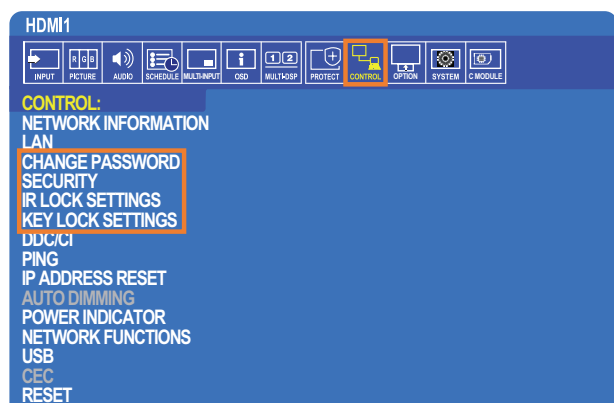 HDMI1
R G B
1 2
INPUT PICTURE AUDIO SCHEDULE MULTI-INPUT OSD MULTI-DSP PROTECT CONTROL OPTION SYSTEM C MODULE
CONTROL:
NETWORK INFORMATION
LAN
CHANGE PASSWORD
SECURITY
IR LOCK SETTINGS
KEY LOCK SETTINGS
DDC/CI
PING
IP ADDRESS RESET
AUTO DIMMING
POWER INDICATOR
NETWORK FUNCTIONS
USB
CEC
RESET